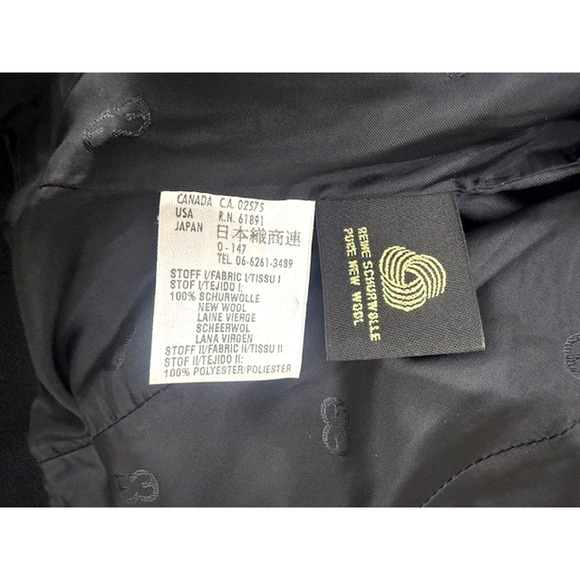 CANADA C.A. 02575
USA R.N. 61891
JAPAN 日本織商連
0-147
TEL. 06-6261-3489
STOFF I/FABRIC I/TISSU I
STOF I/TEJIDO I:
100% SCHURWOLLE
NEW WOOL
LAINE VIERGE
SCHEERWOL
LANA VIRGEN
STOFF II/FABRIC II/TISSU II
STOF II/TEJIDO II:
100% POLYESTER/POLIESTER
REINE SCHURWOLLE
PURE NEW WOOL